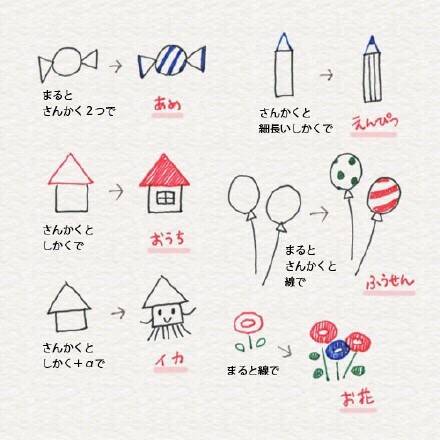 まると
さんかく２つで
あめ
さんかくと
細長いしかくで
えんぴつ
さんかくと
しかくで
おうち
まると
さんかくと
線で
ふうせん
さんかくと
しかく＋αで
イカ
まると線で
お花